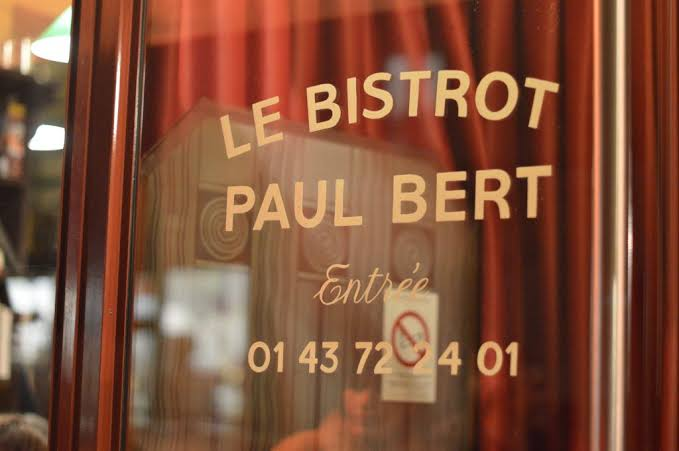 LE BISTROT
PAUL BERT
Entrée
01 43 72 24 01